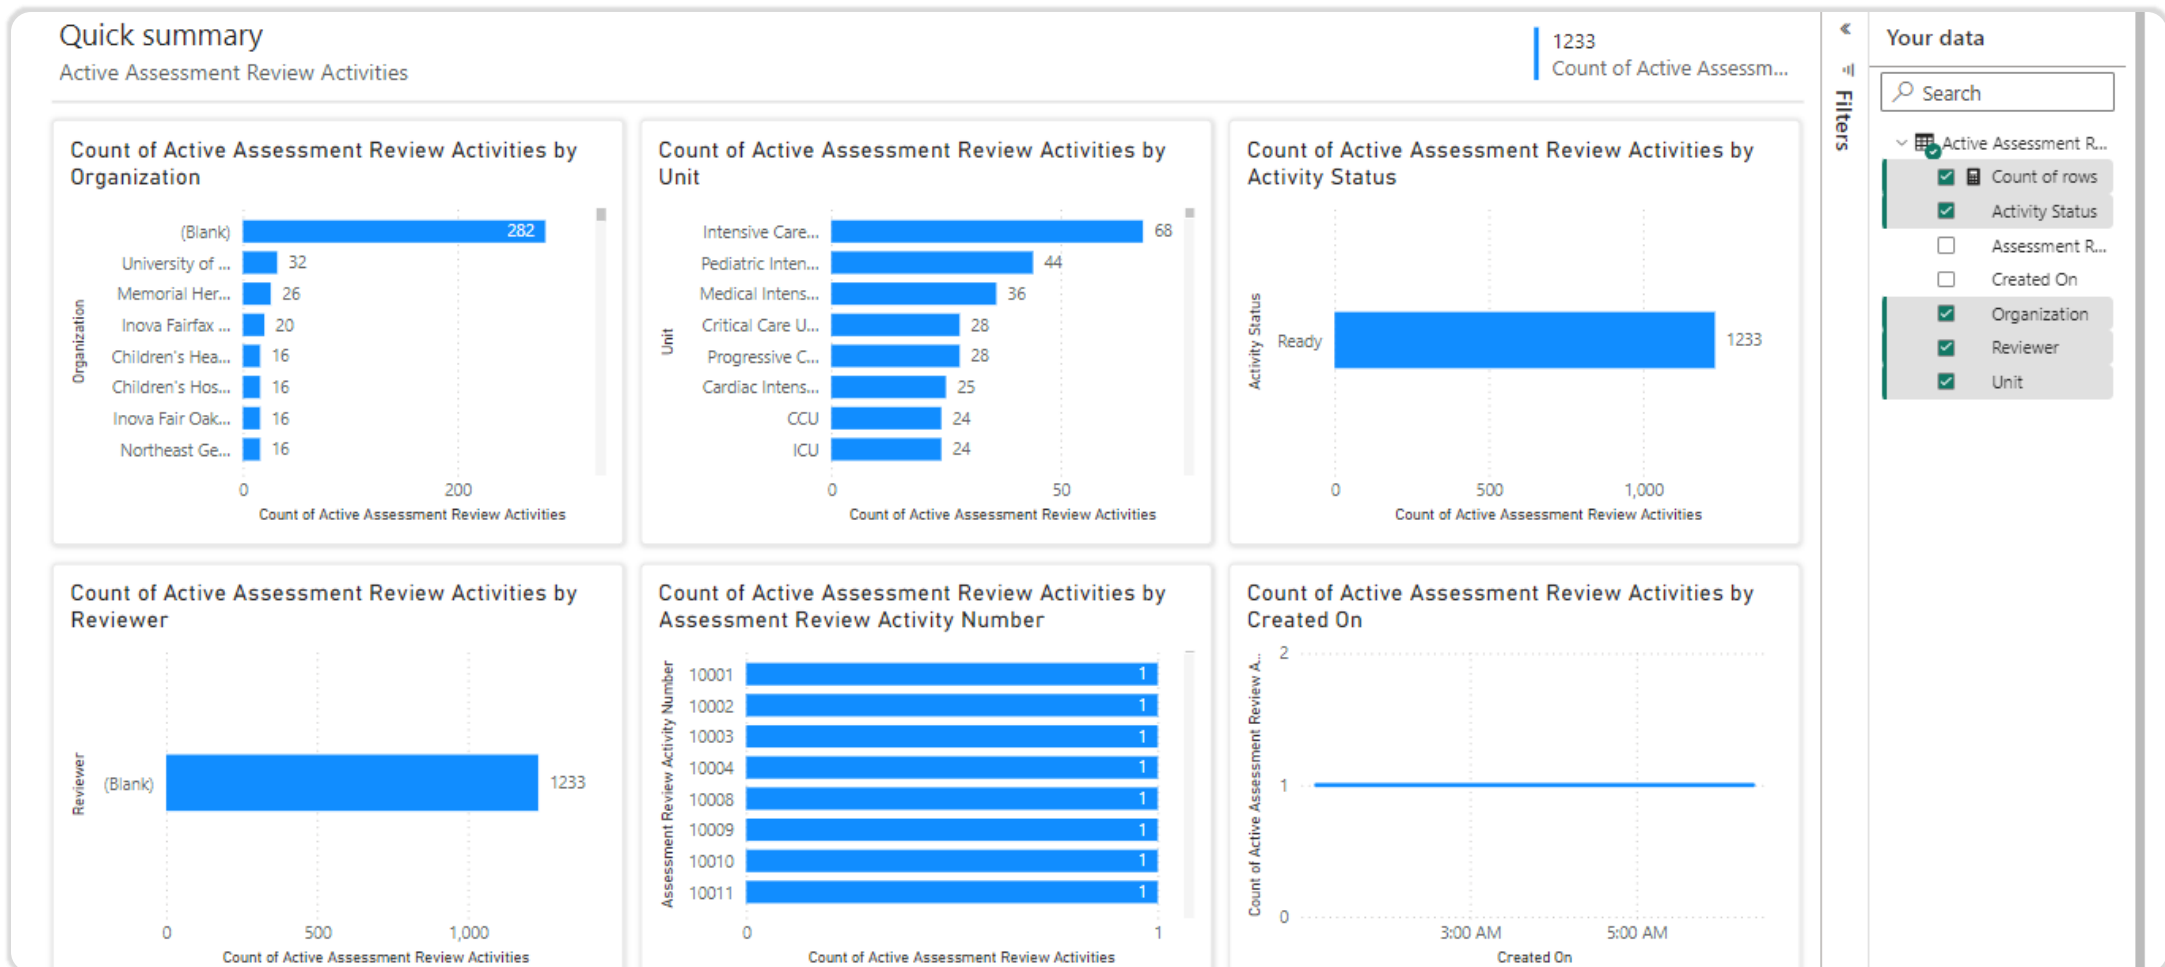 Quick summary
Active Assessment Review Activities
1233
Count of Active Assessm...
Count of Active Assessment Review Activities by
Organization
Organization
(Blank)
282
University of ...
32
Memorial Her...
26
Inova Fairfax ...
20
Children's Hea...
16
Children's Hos...
16
Inova Fair Oak...
16
Northeast Ge...
16
0
200
Count of Active Assessment Review Activities
Count of Active Assessment Review Activities by
Unit
Unit
Intensive Care...
68
Pediatric Inten...
44
Medical Intens...
36
Critical Care U...
28
Progressive C...
28
Cardiac Intens...
25
CCU
24
ICU
24
0
50
Count of Active Assessment Review Activities
Count of Active Assessment Review Activities by
Activity Status
Activity Status
Ready
1233
0
500
1,000
Count of Active Assessment Review Activities
Count of Active Assessment Review Activities by
Reviewer
Reviewer
(Blank)
1233
0
500
1,000
Count of Active Assessment Review Activities
Count of Active Assessment Review Activities by
Assessment Review Activity Number
Assessment Review Activity Number
10001
1
10002
1
10003
1
10004
1
10008
1
10009
1
10010
1
10011
1
0
1
Count of Active Assessment Review Activities
Count of Active Assessment Review Activities by
Created On
Count of Active Assessment Review A...
2
1
0
3:00 AM
5:00 AM
Created On
Filters
Your data
Search
Active Assessment R...
Count of rows
Activity Status
Assessment R...
Created On
Organization
Reviewer
Unit